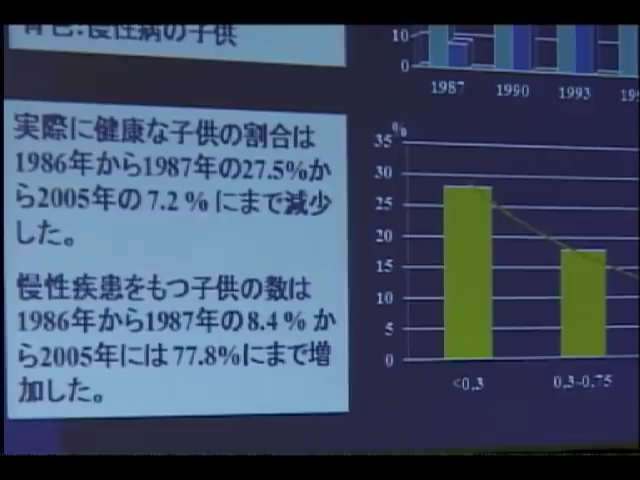 青色:慢性病の子供
実際に健康な子供の割合は
1986年から1987年の27.5%か
ら2005年の 7.2 % にまで減少
した。
慢性疾患をもつ子供の数は
1986年から1987年の 8.4 % か
ら2005年には 77.8%にまで増
加した。
10
0
1987 1990 1993
%
35
30
25
20
15
10
5
0
<0,3 0,3-0,75